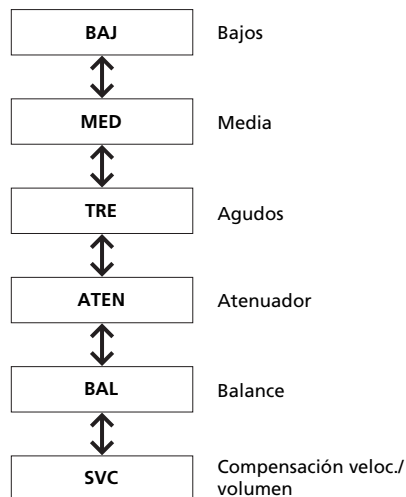 BAJ Bajos
MED Media
TRE Agudos
ATEN Atenuador
BAL Balance
SVC Compensación veloc./
volumen